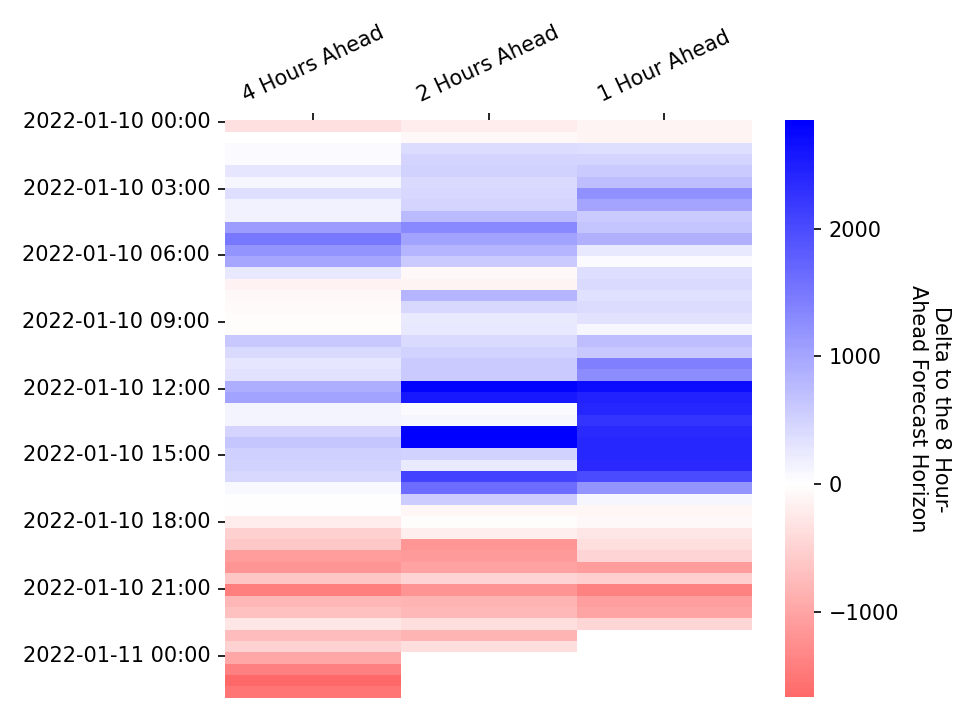 4 Hours Ahead
2 Hours Ahead
1 Hour Ahead
2022-01-10 00:00
2022-01-10 03:00
2022-01-10 06:00
2022-01-10 09:00
2022-01-10 12:00
2022-01-10 15:00
2022-01-10 18:00
2022-01-10 21:00
2022-01-11 00:00
2000
1000
0
−1000
Delta to the 8 Hour-
Ahead Forecast Horizon